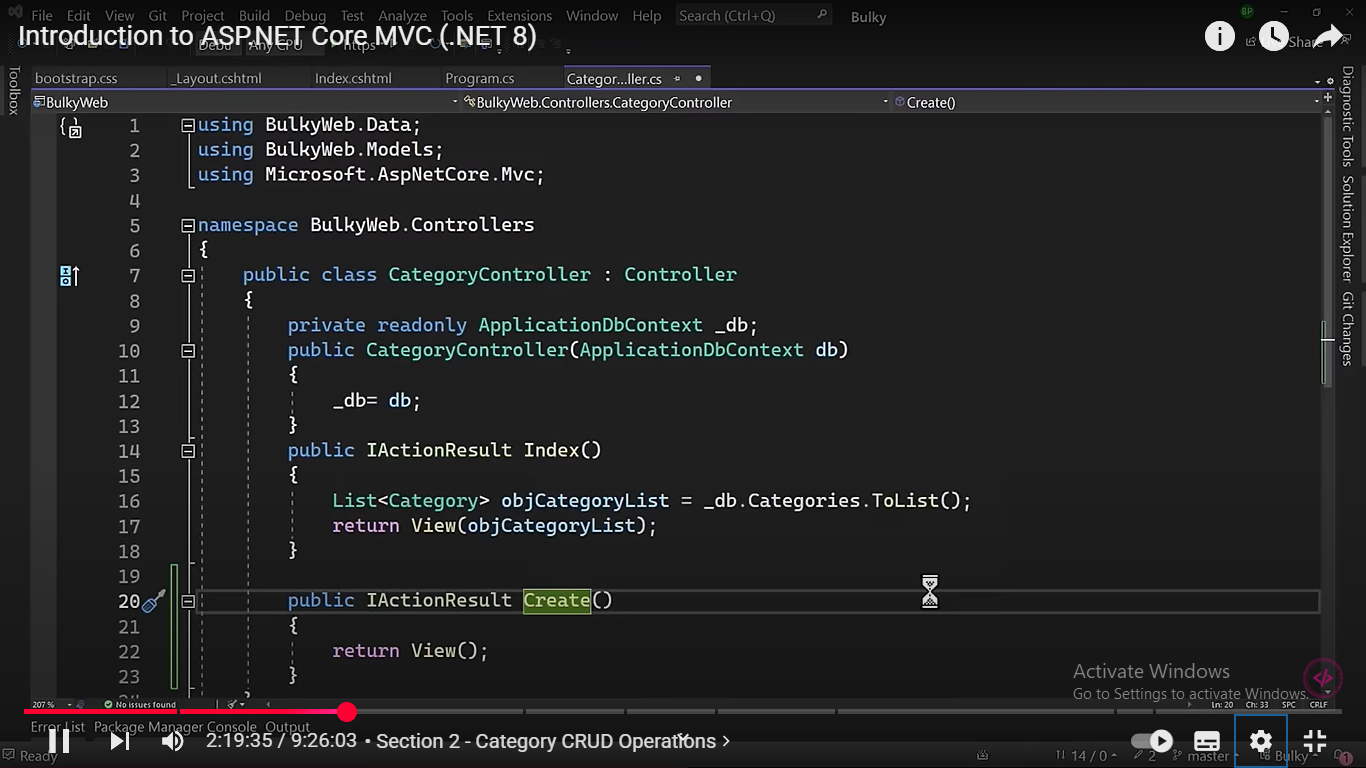 File Edit View Git Project Build Debug Test Analyze Tools Extensions Window Help Search (Ctrl+Q) Bulky BP
Introduction to ASP.NET Core MVC (.NET 8)
Debu Any CPU https Share
bootstrap.css _Layout.cshtml Index.cshtml Program.cs Categor...ller.cs
BulkyWeb BulkyWeb.Controllers.CategoryController Create()
Toolbox
Diagnostic Tools Solution Explorer Git Changes
1 using BulkyWeb.Data;
2 using BulkyWeb.Models;
3 using Microsoft.AspNetCore.Mvc;
4
5 namespace BulkyWeb.Controllers
6 {
7 public class CategoryController : Controller
8 {
9 private readonly ApplicationDbContext _db;
10 public CategoryController(ApplicationDbContext db)
11 {
12 _db= db;
13 }
14 public IActionResult Index()
15 {
16 List<Category> objCategoryList = _db.Categories.ToList();
17 return View(objCategoryList);
18 }
19
20 public IActionResult Create()
21 {
22 return View();
23 }
Activate Windows
Go to Settings to activate Windows.
207 % No issues found Ln: 20 Ch: 33 SPC CRLF
Error List Package Manager Console Output
2:19:35 / 9:26:03 • Section 2 - Category CRUD Operations >
Ready 14 / 0 2 master Bulky 1